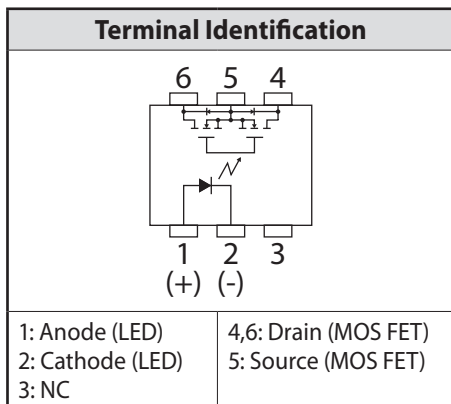 Terminal Identification
6 5 4
1 2 3
(+) (-)
1: Anode (LED)
2: Cathode (LED)
3: NC
4,6: Drain (MOS FET)
5: Source (MOS FET)